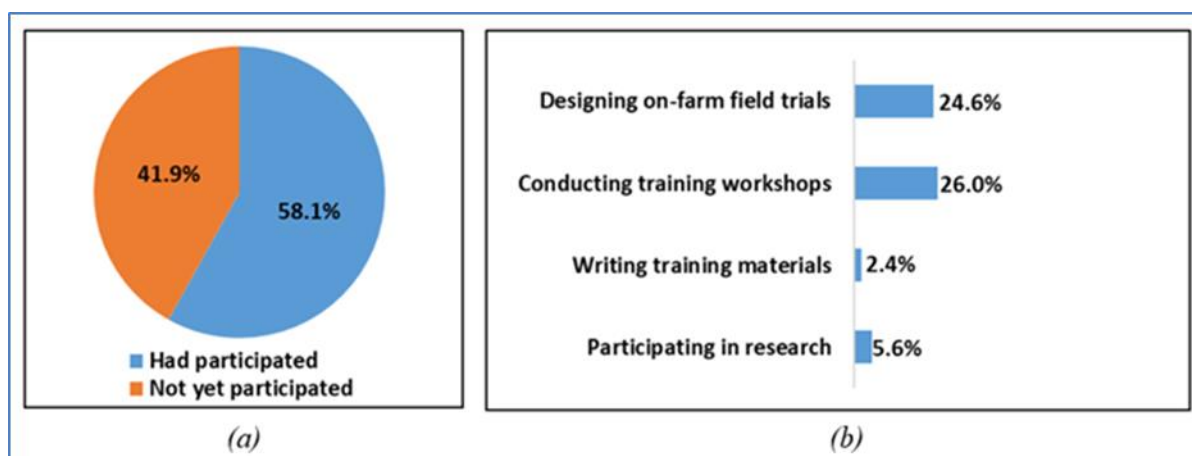 41.9%
58.1%
Had participated
Not yet participated
(a)
Designing on-farm field trials 24.6%
Conducting training workshops 26.0%
Writing training materials 2.4%
Participating in research 5.6%
(b)